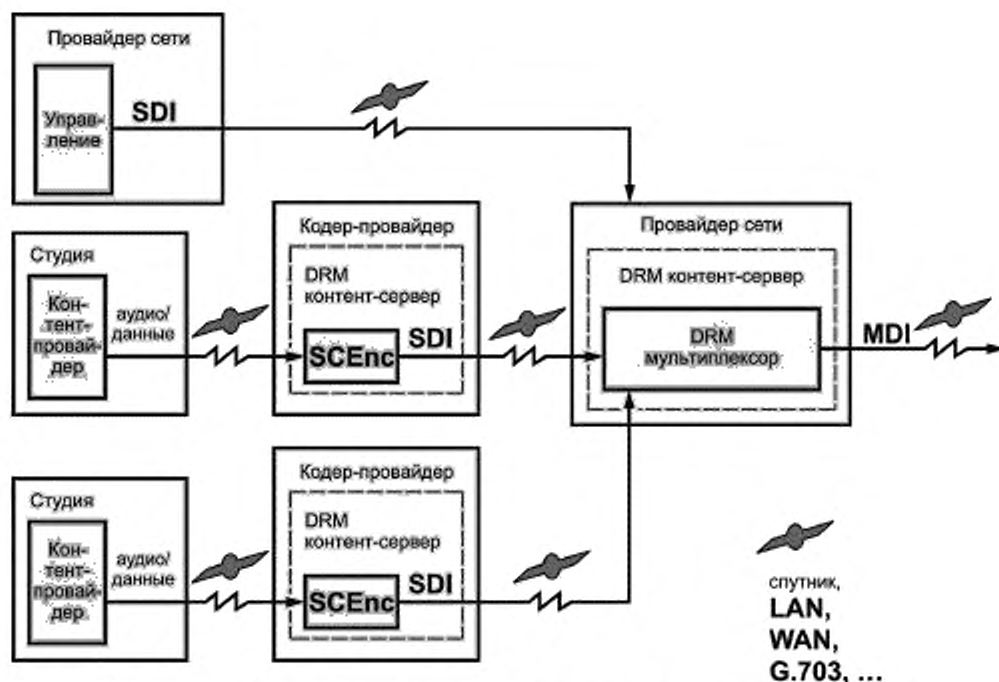 Провайдер сети
Управ-
ление
SDI
Студия
Кон-
тент-
провай-
дер
аудио/
данные
Кодер-провайдер
DRM
контент-сервер
SCEnc
SDI
Провайдер сети
DRM контент-сервер
DRM
мультиплексор
MDI
Студия
Кон-
тент-
провай-
дер
аудио/
данные
Кодер-провайдер
DRM
контент-сервер
SCEnc
SDI
спутник,
LAN,
WAN,
G.703, ...